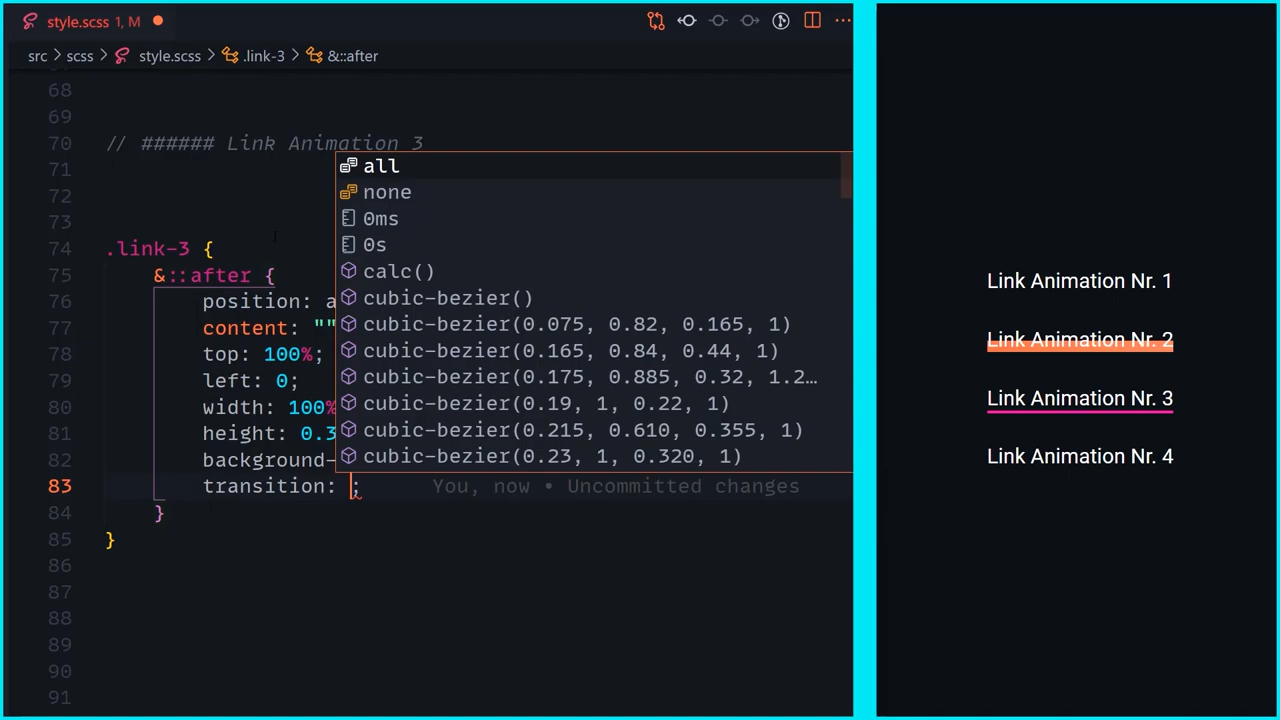 style.scss 1, M
src > scss > style.scss > .link-3 > &::after
68
69
70 // ###### Link Animation 3
71
72
73
74 .link-3 {
75 &::after {
76 position: a
77 content: ""
78 top: 100%;
79 left: 0;
80 width: 100%
81 height: 0.3
82 background-
83 transition: ; You, now • Uncommitted changes
84 }
85 }
86
87
88
89
90
91
all
none
0ms
0s
calc()
cubic-bezier()
cubic-bezier(0.075, 0.82, 0.165, 1)
cubic-bezier(0.165, 0.84, 0.44, 1)
cubic-bezier(0.175, 0.885, 0.32, 1.2…
cubic-bezier(0.19, 1, 0.22, 1)
cubic-bezier(0.215, 0.610, 0.355, 1)
cubic-bezier(0.23, 1, 0.320, 1)
Link Animation Nr. 1
Link Animation Nr. 2
Link Animation Nr. 3
Link Animation Nr. 4